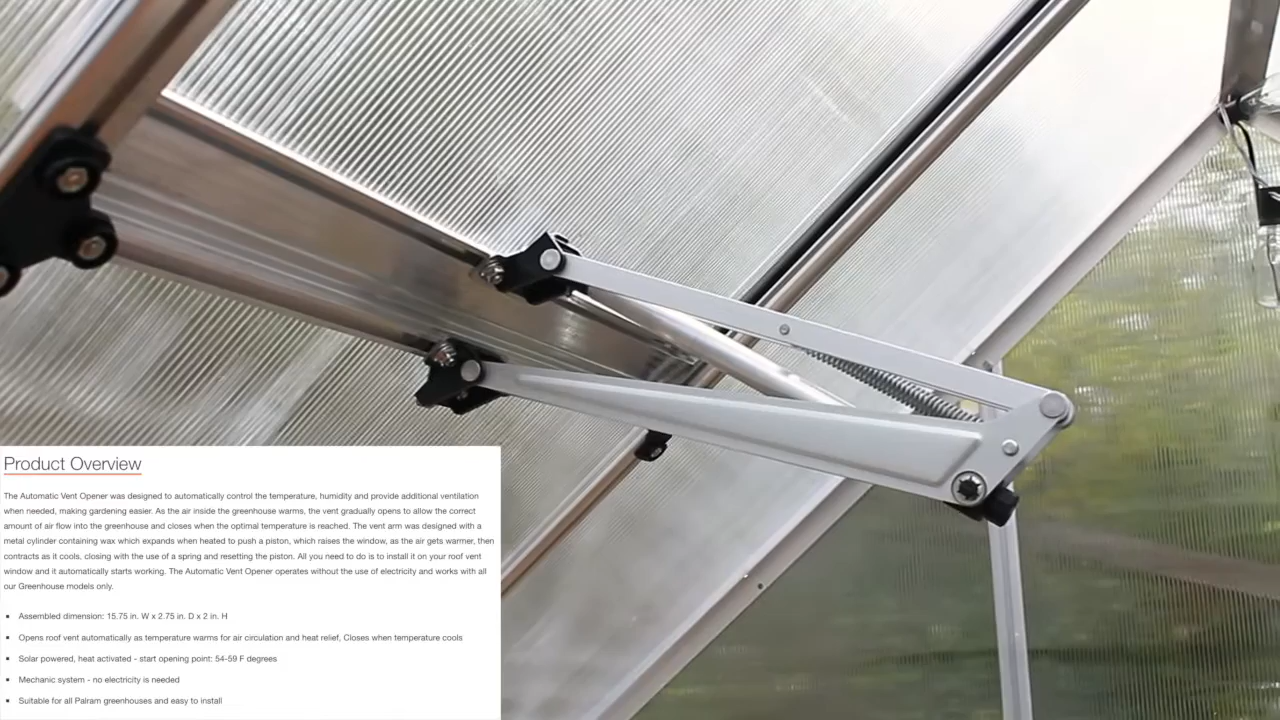 Product Overview
The Automatic Vent Opener was designed to automatically control the temperature, humidity and provide additional ventilation
when needed, making gardening easier. As the air inside the greenhouse warms, the vent gradually opens to allow the correct
amount of air flow into the greenhouse and closes when the optimal temperature is reached. The vent arm was designed with a
metal cylinder containing wax which expands when heated to push a piston, which raises the window, as the air gets warmer, then
contracts as it cools, closing with the use of a spring and resetting the piston. All you need to do is to install it on your roof vent
window and it automatically starts working. The Automatic Vent Opener operates without the use of electricity and works with all
our Greenhouse models only.
▪ Assembled dimension: 15.75 in. W x 2.75 in. D x 2 in. H
▪ Opens roof vent automatically as temperature warms for air circulation and heat relief, Closes when temperature cools
▪ Solar powered, heat activated - start opening point: 54-59 F degrees
▪ Mechanic system - no electricity is needed
▪ Suitable for all Palram greenhouses and easy to install